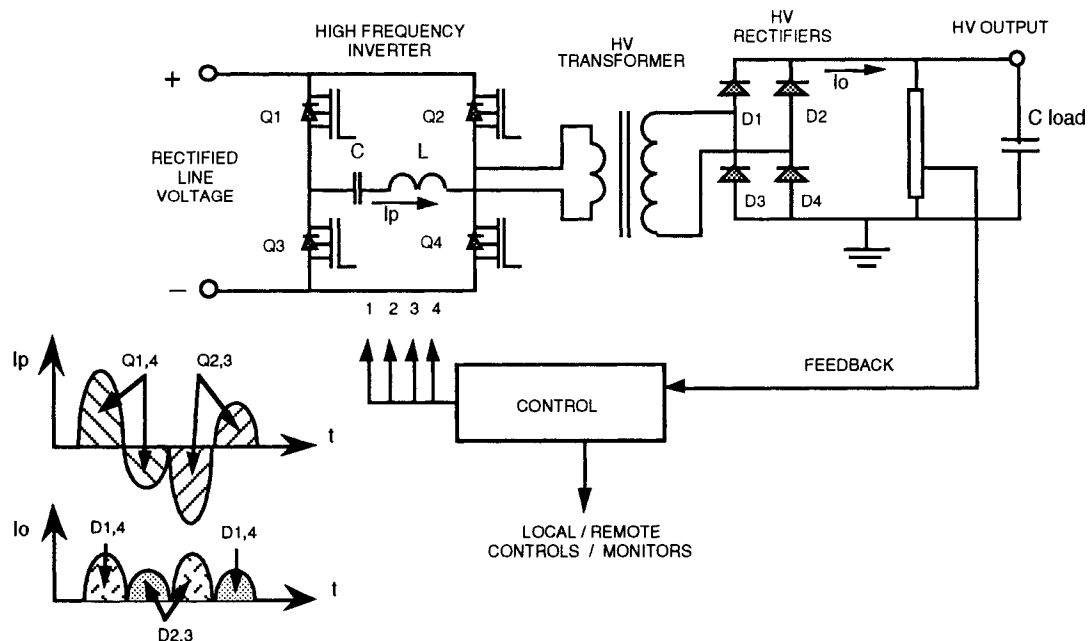 HIGH FREQUENCY
INVERTER
HV
TRANSFORMER
HV
RECTIFIERS
HV OUTPUT
+
Q1
Q2
C
L
RECTIFIED
LINE
VOLTAGE
Ip
Q3
Q4
–
Io
D1
D2
C load
D3
D4
1 2 3 4
FEEDBACK
CONTROL
LOCAL / REMOTE
CONTROLS / MONITORS
Ip
Q1,4
Q2,3
t
Io
D1,4
D1,4
t
D2,3